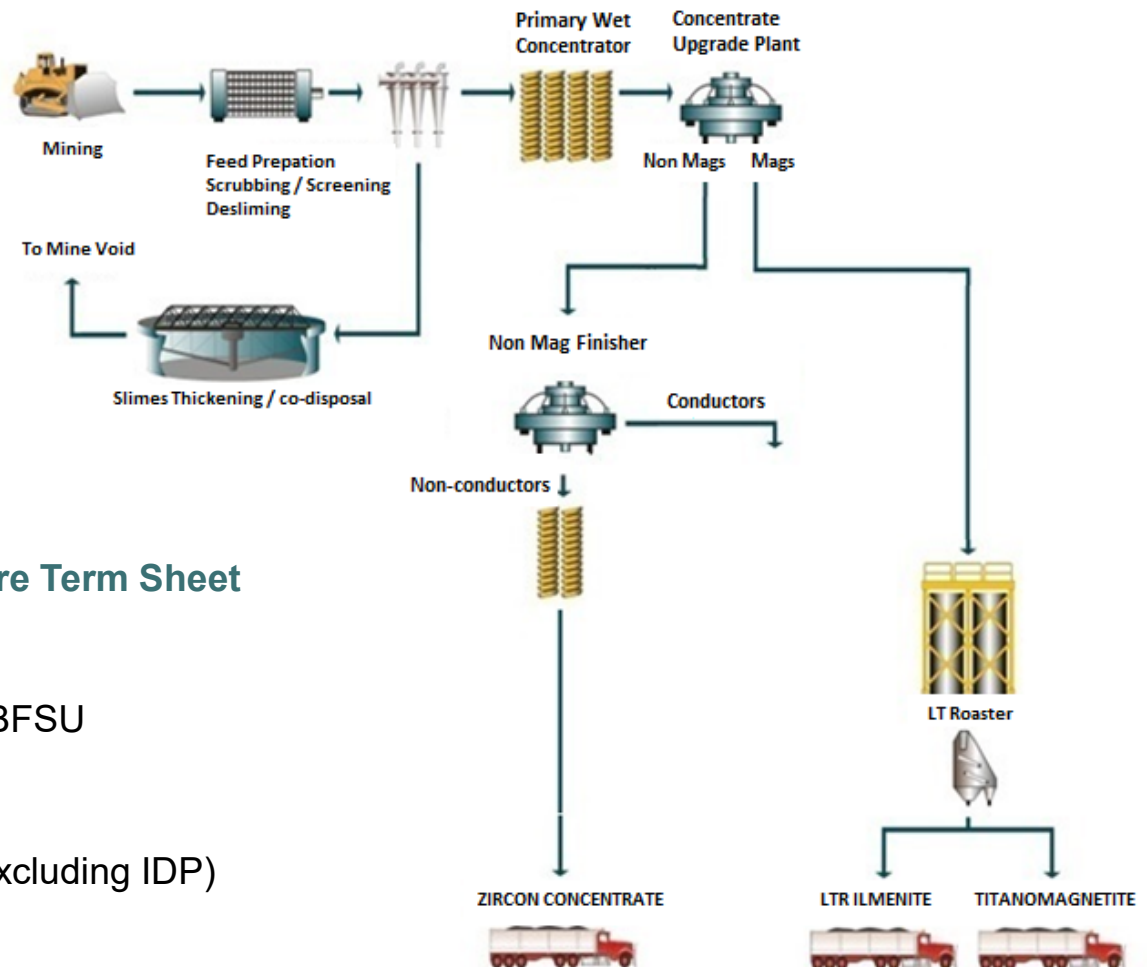 Primary Wet
Concentrator
Concentrate
Upgrade Plant
Mining
Feed Prepation
Scrubbing / Screening
Desliming
Non Mags
Mags
To Mine Void
Slimes Thickening / co-disposal
Non Mag Finisher
Conductors
Non-conductors
re Term Sheet
BFSU
xcluding IDP)
LT Roaster
ZIRCON CONCENTRATE
LTR ILMENITE
TITANOMAGNETITE